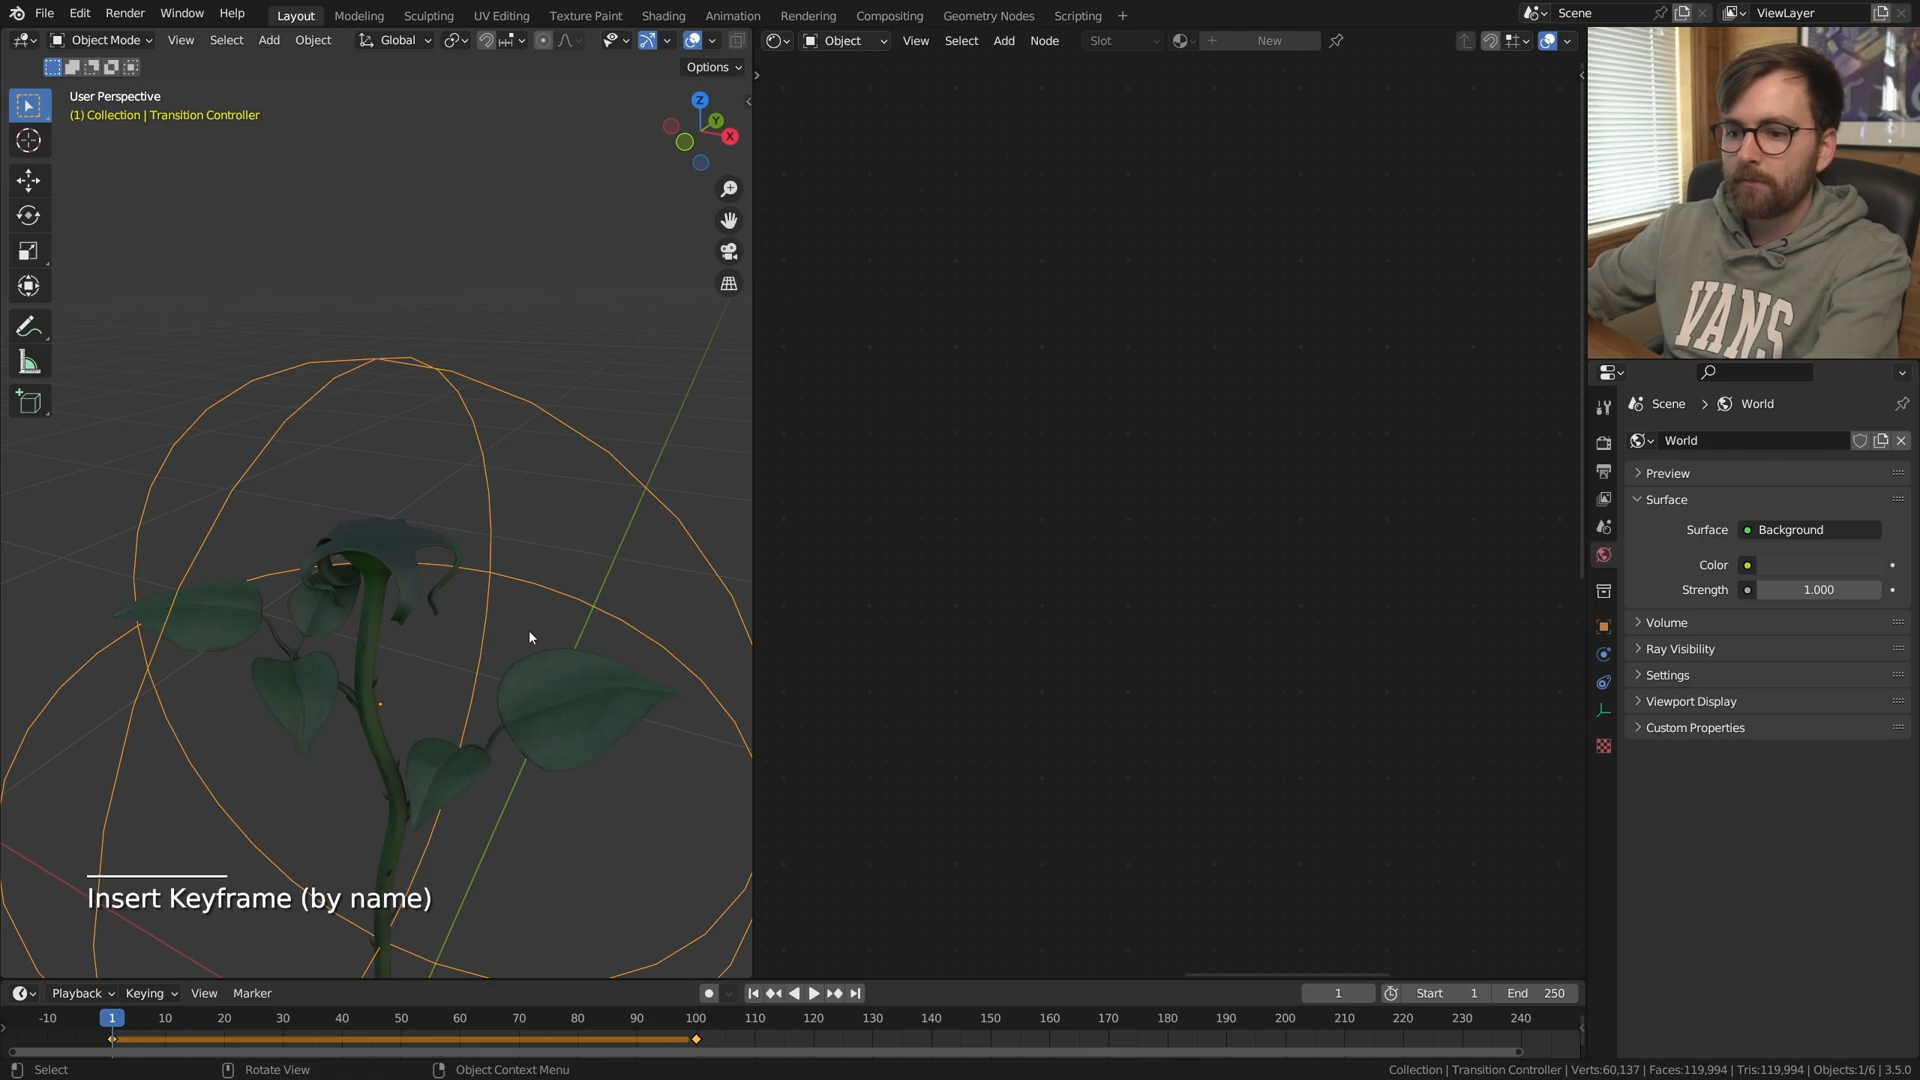 File Edit Render Window Help Layout Modeling Sculpting UV Editing Texture Paint Shading Animation Rendering Compositing Geometry Nodes Scripting + Scene ViewLayer
Object Mode View Select Add Object Global Object View Select Add Node Slot + New
Options
User Perspective
(1) Collection | Transition Controller
Z
Y
X
VANS
Scene > World
World
Preview
Surface
Surface Background
Color
Strength 1.000
Volume
Ray Visibility
Settings
Viewport Display
Custom Properties
Insert Keyframe (by name)
Playback Keying View Marker 1 Start 1 End 250
-10 1 10 20 30 40 50 60 70 80 90 100 110 120 130 140 150 160 170 180 190 200 210 220 230 240
Select Rotate View Object Context Menu Collection | Transition Controller | Verts:60,137 | Faces:119,994 | Tris:119,994 | Objects:1/6 | 3.5.0